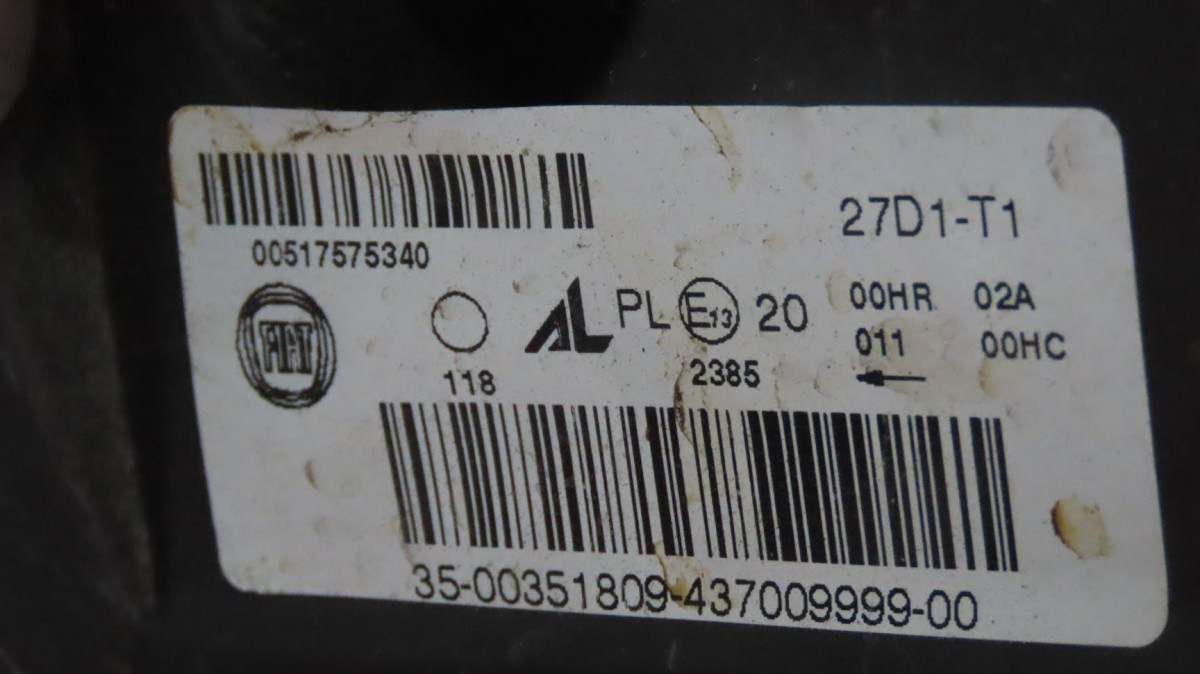 27D1-T1
00517575340
FIAT
118
AL PL E13 20
2385
00HR 02A
011 00HC
35-00351809-437009999-00